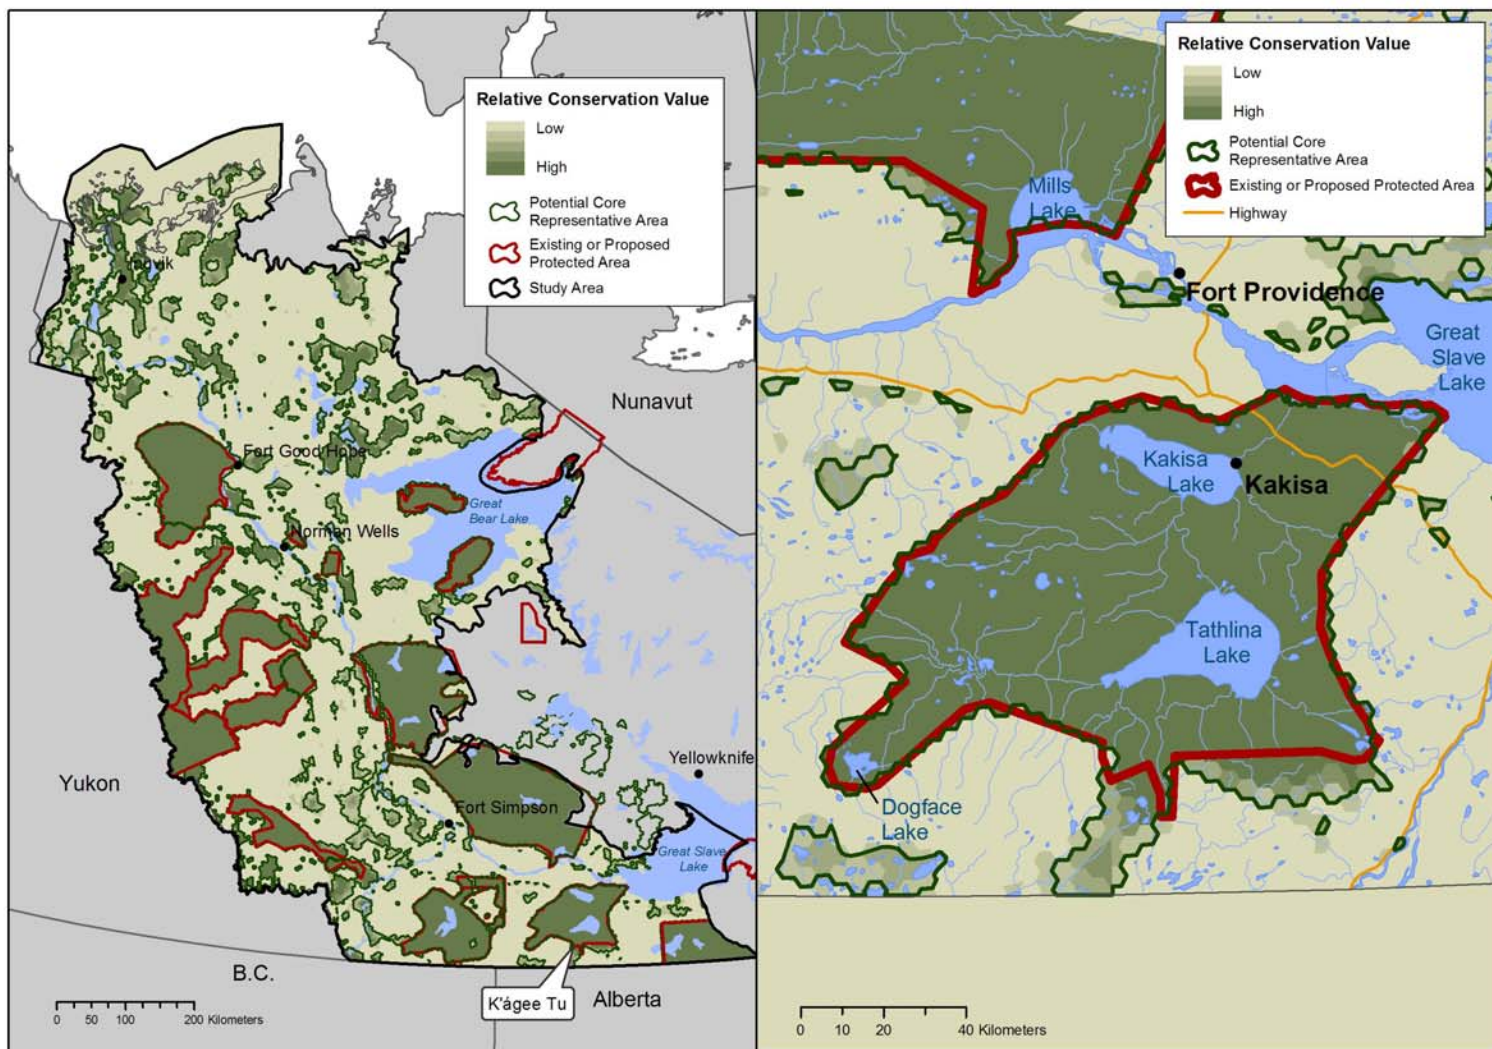 Relative Conservation Value
Low
High
Potential Core
Representative Area
Existing or Proposed
Protected Area
Study Area
Inuvik
Nunavut
Fort Good Hope
Great
Bear Lake
Norman Wells
Yellowknife
Yukon
Fort Simpson
Great Slave
Lake
B.C.
K'ágee Tu
Alberta
0 50 100 200 Kilometers
Relative Conservation Value
Low
High
Potential Core
Representative Area
Existing or Proposed Protected Area
Highway
Mills
Lake
Fort Providence
Great
Slave
Lake
Kakisa
Lake
Kakisa
Tathlina
Lake
Dogface
Lake
0 10 20 40 Kilometers